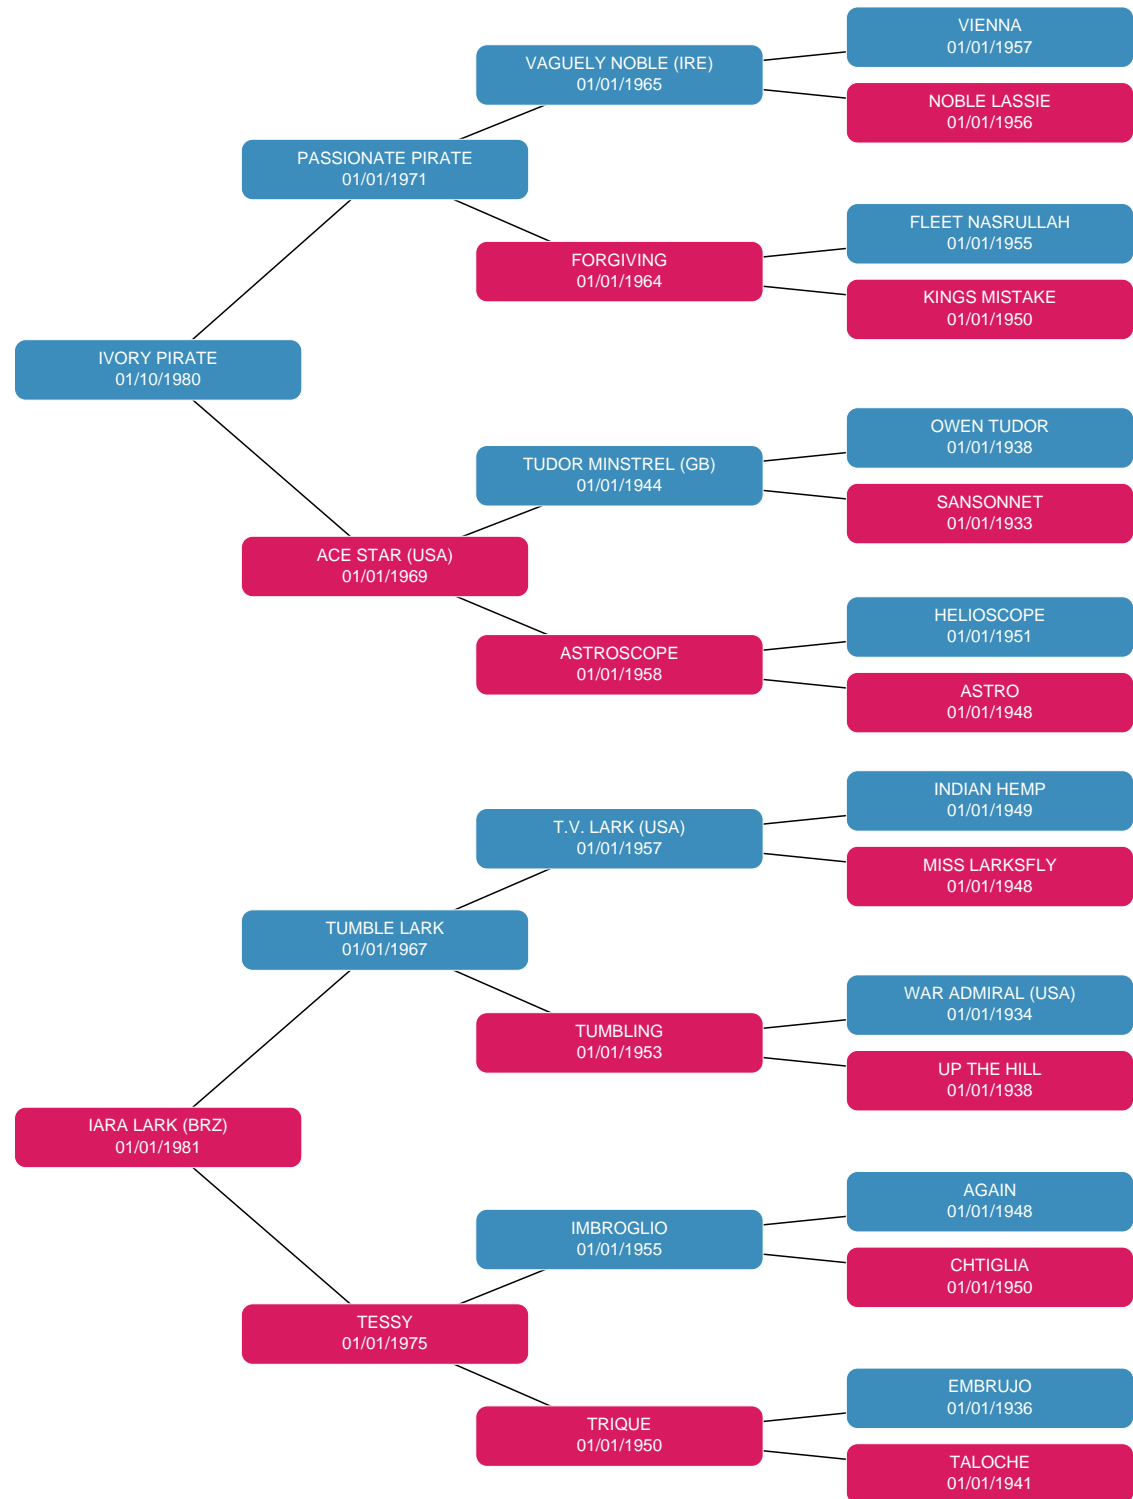 VIENNA
01/01/1957
VAGUELY NOBLE (IRE)
01/01/1965
NOBLE LASSIE
01/01/1956
PASSIONATE PIRATE
01/01/1971
FLEET NASRULLAH
01/01/1955
FORGIVING
01/01/1964
KINGS MISTAKE
01/01/1950
IVORY PIRATE
01/10/1980
OWEN TUDOR
01/01/1938
TUDOR MINSTREL (GB)
01/01/1944
SANSONNET
01/01/1933
ACE STAR (USA)
01/01/1969
HELIOSCOPE
01/01/1951
ASTROSCOPE
01/01/1958
ASTRO
01/01/1948
INDIAN HEMP
01/01/1949
T.V. LARK (USA)
01/01/1957
MISS LARKSFLY
01/01/1948
TUMBLE LARK
01/01/1967
WAR ADMIRAL (USA)
01/01/1934
TUMBLING
01/01/1953
UP THE HILL
01/01/1938
IARA LARK (BRZ)
01/01/1981
AGAIN
01/01/1948
IMBROGLIO
01/01/1955
CHTIGLIA
01/01/1950
TESSY
01/01/1975
EMBRUJO
01/01/1936
TRIQUE
01/01/1950
TALOCHE
01/01/1941